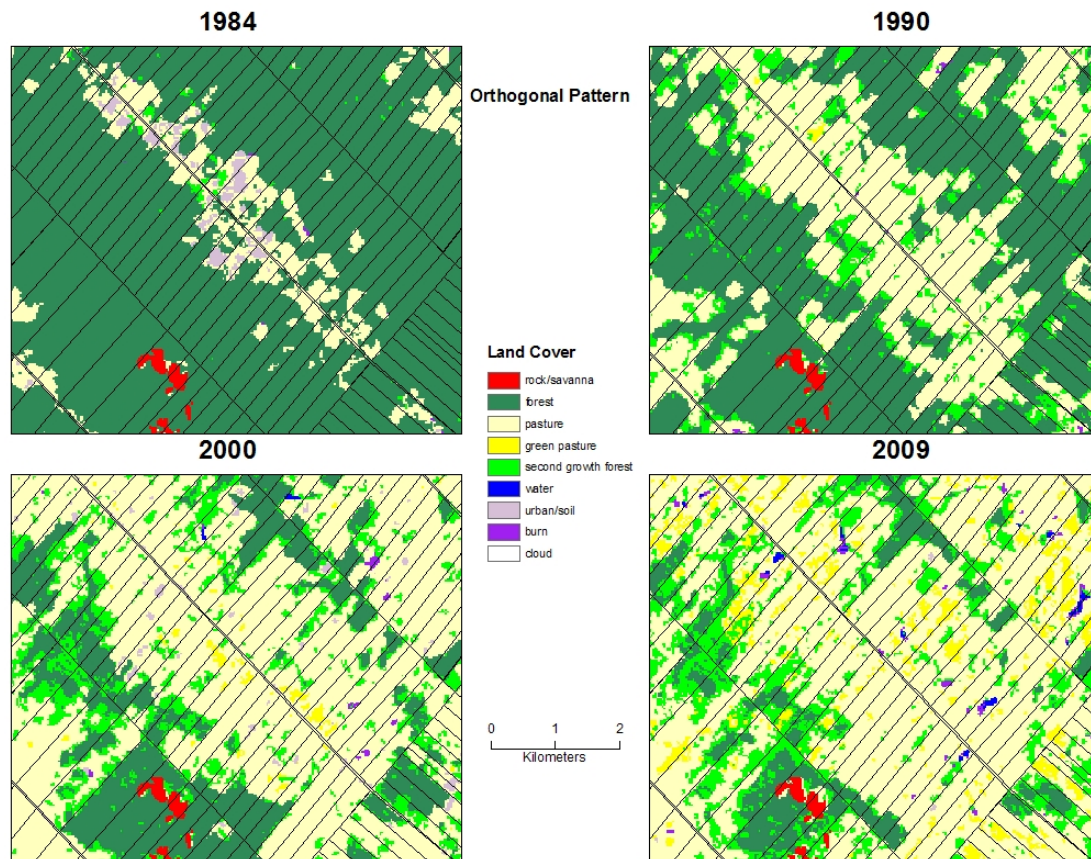 1984
1990
Orthogonal Pattern
Land Cover
rock/savanna
forest
pasture
green pasture
second growth forest
water
urban/soil
burn
cloud
2000
2009
0 1 2
Kilometers